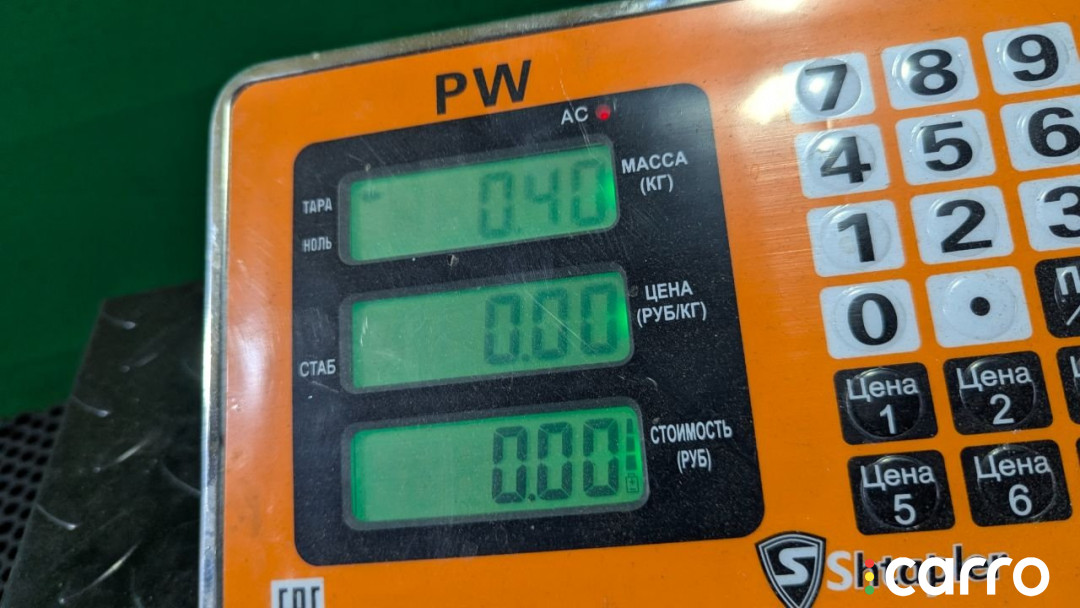 PW
AC
7 8 9
4 5 6
1 2 3
0 .
ТАРА
0.40
МАССА
(КГ)
НОЛЬ
0.00
ЦЕНА
(РУБ/КГ)
СТАБ
0.00
СТОИМОСТЬ
(РУБ)
Цена
1
Цена
2
Цена
5
Цена
6
Shtapler
carro